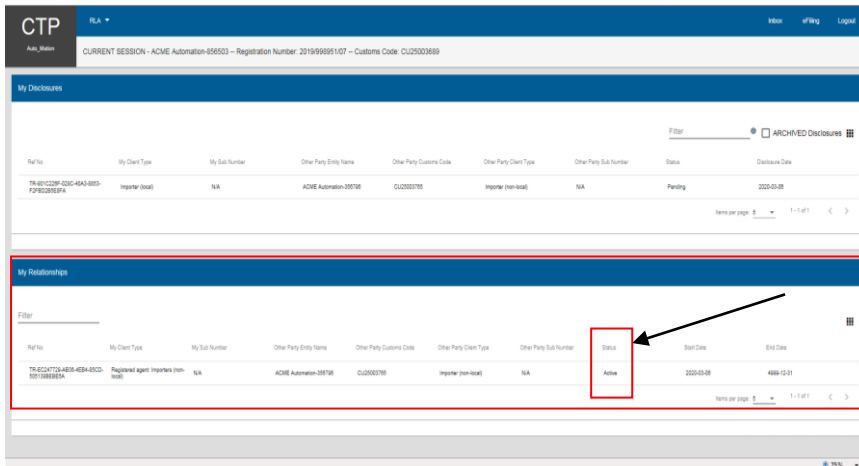 CTP
Auto_Mation
RLA
Inbox eFiling Logout
CURRENT SESSION - ACME Automation-856503 -- Registration Number: 2019/998951/07 -- Customs Code: CU25003689
My Disclosures
Filter ARCHIVED Disclosures
Ref No My Client Type My Sub Number Other Party Entity Name Other Party Customs Code Other Party Client Type Other Party Sub Number Status Disclosure Date
Importer (local) N/A ACME Automation-356798 CU25003765 Importer (non-local) N/A Pending 2020-03-05
Items per page: 5 1 - 1 of 1
My Relationships
Filter
Ref No My Client Type My Sub Number Other Party Entity Name Other Party Customs Code Other Party Client Type Other Party Sub Number Status Start Date End Date
Registered agent: Importers (non-local) N/A ACME Automation-356798 CU25003765 Importer (non-local) N/A Active 2020-03-05 4999-12-31
Items per page: 5 1 - 1 of 1
75%